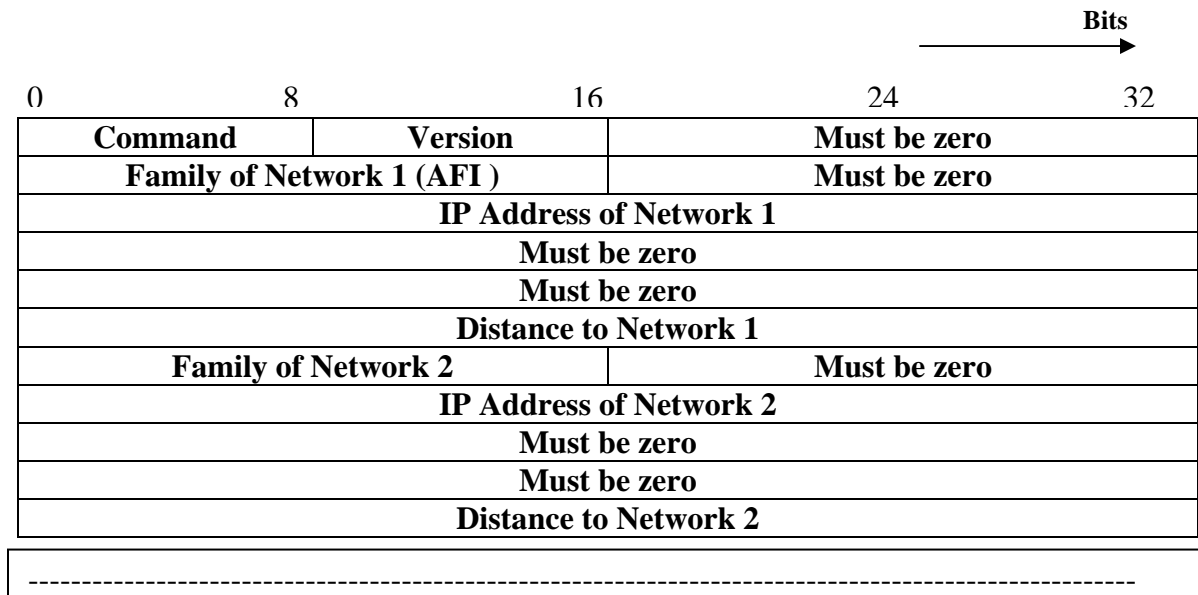 Bits
0 8 16 24 32
Command Version Must be zero
Family of Network 1 (AFI ) Must be zero
IP Address of Network 1
Must be zero
Must be zero
Distance to Network 1
Family of Network 2 Must be zero
IP Address of Network 2
Must be zero
Must be zero
Distance to Network 2
--------------------------------------------------------------------------------------------------------